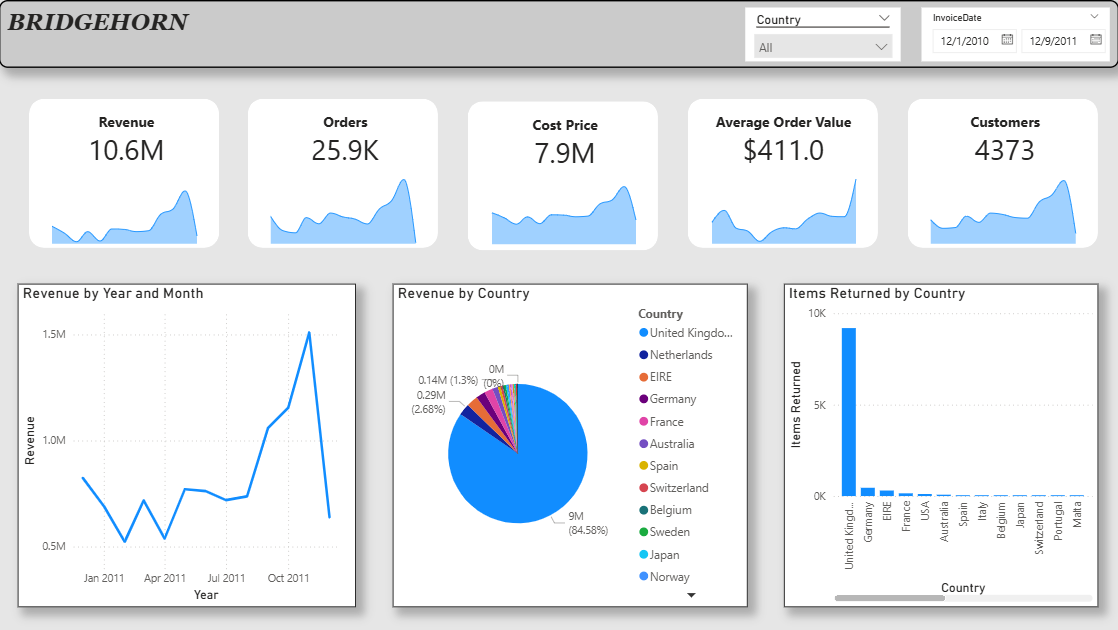 BRIDGEHORN
Country
All
InvoiceDate
12/1/2010
12/9/2011
Revenue
10.6M
Orders
25.9K
Cost Price
7.9M
Average Order Value
$411.0
Customers
4373
Revenue by Year and Month
Revenue
1.5M
1.0M
0.5M
Jan 2011 Apr 2011 Jul 2011 Oct 2011
Year
Revenue by Country
0M
(0%)
0.14M (1.3%)
0.29M
(2.68%)
9M
(84.58%)
Country
United Kingdo...
Netherlands
EIRE
Germany
France
Australia
Spain
Switzerland
Belgium
Sweden
Japan
Norway
Items Returned by Country
Items Returned
10K
5K
0K
United Kingd...
Germany
EIRE
France
USA
Australia
Spain
Italy
Belgium
Japan
Switzerland
Portugal
Malta
Country